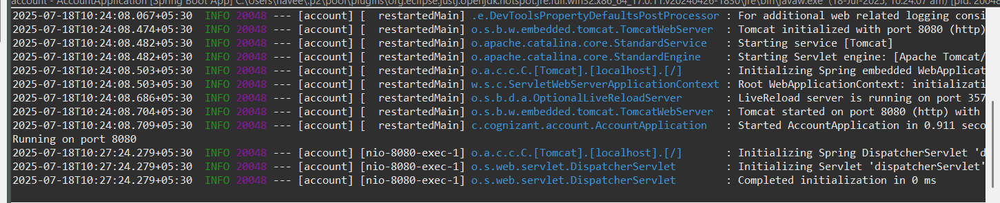 account - AccountApplication [Spring Boot App] C:\Users\navee\.p2\pool\plugins\org.eclipse.justj.openjdk.hotspot.jre.full.win32.x86_64_17.0.11.v20240426-1830\jre\bin\javaw.exe (18-Jul-2025, 10:24:07 am) [pid: 20048
2025-07-18T10:24:08.067+05:30 INFO 20048 --- [account] [ restartedMain] .e.DevToolsPropertyDefaultsPostProcessor : For additional web related logging consi
2025-07-18T10:24:08.474+05:30 INFO 20048 --- [account] [ restartedMain] o.s.b.w.embedded.tomcat.TomcatWebServer : Tomcat initialized with port 8080 (http)
2025-07-18T10:24:08.482+05:30 INFO 20048 --- [account] [ restartedMain] o.apache.catalina.core.StandardService : Starting service [Tomcat]
2025-07-18T10:24:08.482+05:30 INFO 20048 --- [account] [ restartedMain] o.apache.catalina.core.StandardEngine : Starting Servlet engine: [Apache Tomcat/
2025-07-18T10:24:08.503+05:30 INFO 20048 --- [account] [ restartedMain] o.a.c.c.C.[Tomcat].[localhost].[/] : Initializing Spring embedded WebApplicat
2025-07-18T10:24:08.503+05:30 INFO 20048 --- [account] [ restartedMain] w.s.c.ServletWebServerApplicationContext : Root WebApplicationContext: initializati
2025-07-18T10:24:08.686+05:30 INFO 20048 --- [account] [ restartedMain] o.s.b.d.a.OptionalLiveReloadServer : LiveReload server is running on port 357
2025-07-18T10:24:08.704+05:30 INFO 20048 --- [account] [ restartedMain] o.s.b.w.embedded.tomcat.TomcatWebServer : Tomcat started on port 8080 (http) with
2025-07-18T10:24:08.709+05:30 INFO 20048 --- [account] [ restartedMain] c.cognizant.account.AccountApplication : Started AccountApplication in 0.911 seco
Running on port 8080
2025-07-18T10:27:24.279+05:30 INFO 20048 --- [account] [nio-8080-exec-1] o.a.c.c.C.[Tomcat].[localhost].[/] : Initializing Spring DispatcherServlet 'd
2025-07-18T10:27:24.279+05:30 INFO 20048 --- [account] [nio-8080-exec-1] o.s.web.servlet.DispatcherServlet : Initializing Servlet 'dispatcherServlet'
2025-07-18T10:27:24.279+05:30 INFO 20048 --- [account] [nio-8080-exec-1] o.s.web.servlet.DispatcherServlet : Completed initialization in 0 ms